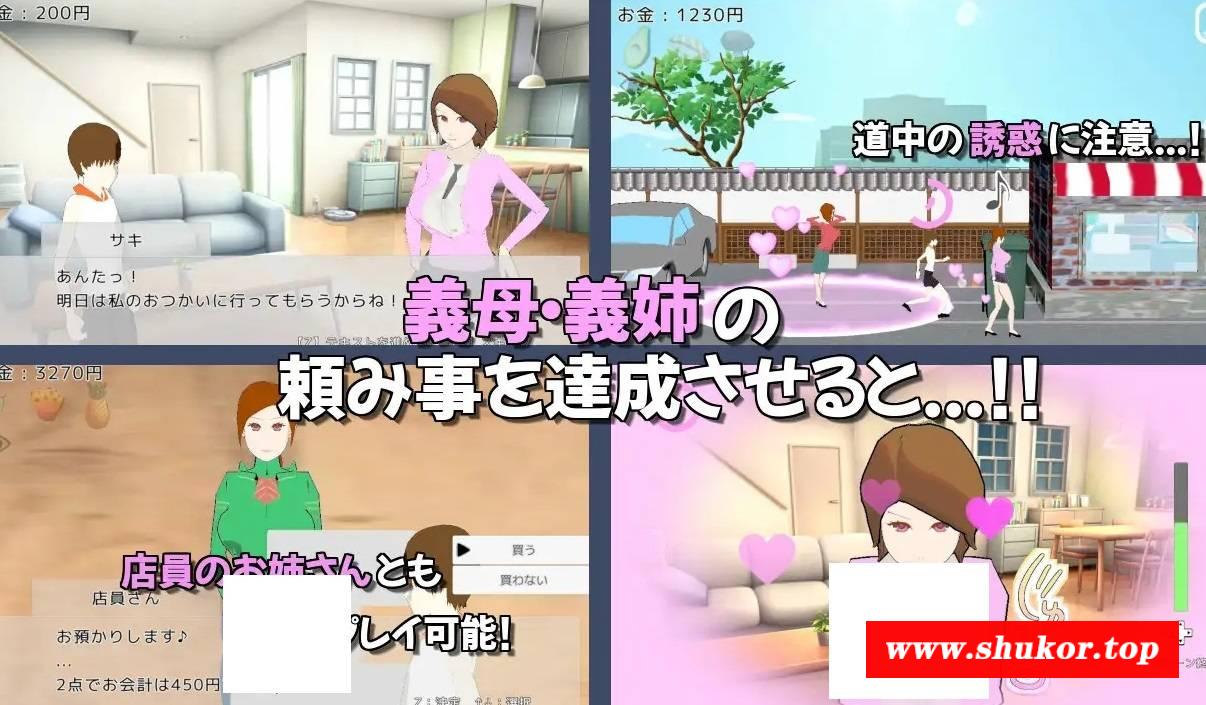 金：200円
サキ
あんたっ！
明日は私のおつかいに行ってもらうからね！
お金：1230円
道中の誘惑に注意...！
義母・義姉の
頼み事を達成させると...!!
金：3270円
店員のお姉さんとも
プレイ可能！
買う
買わない
店員さん
お預かりします♪
...
2点でお会計は450円
Z：決定　↑↓：選択
www.shukor.top